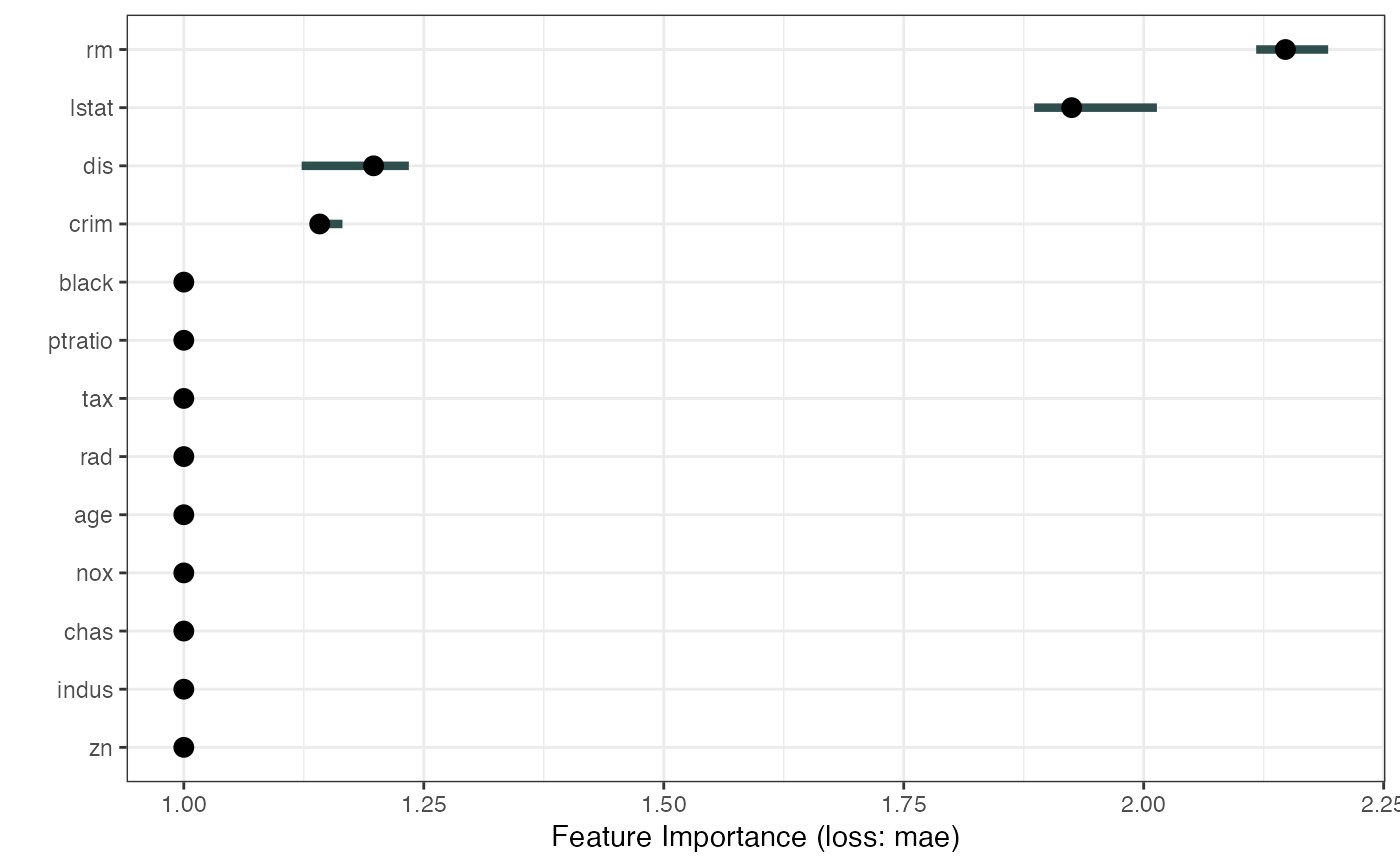 rm
lstat
dis
crim
black
ptratio
tax
rad
age
nox
chas
indus
zn
1.00 1.25 1.50 1.75 2.00 2.25
Feature Importance (loss: mae)